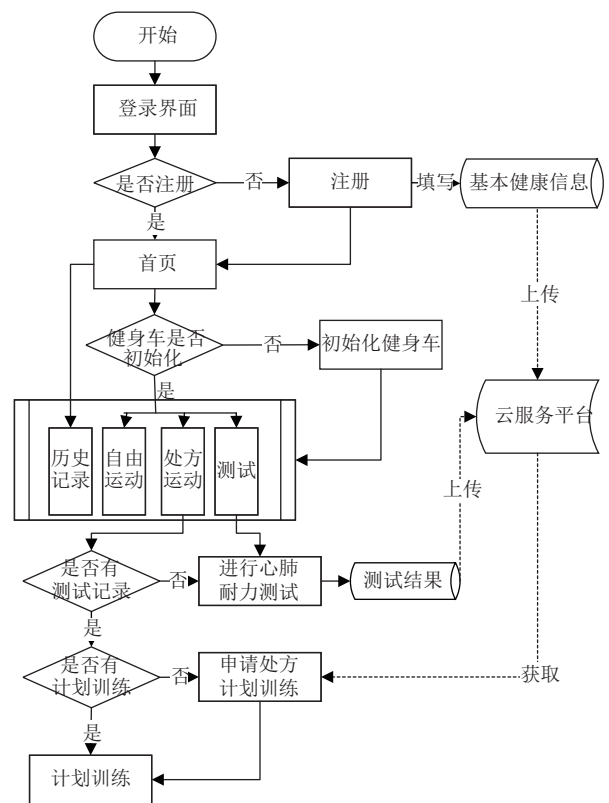 开始
登录界面
是否注册
否
注册
填写
基本健康信息
是
首页
上传
健身车是否
初始化
否
初始化健身车
是
云服务平台
历史
记录
自由
运动
处方
运动
测试
上传
是否有
测试记录
否
进行心肺
耐力测试
测试结果
是
是否有
计划训练
否
申请处方
计划训练
获取
是
计划训练